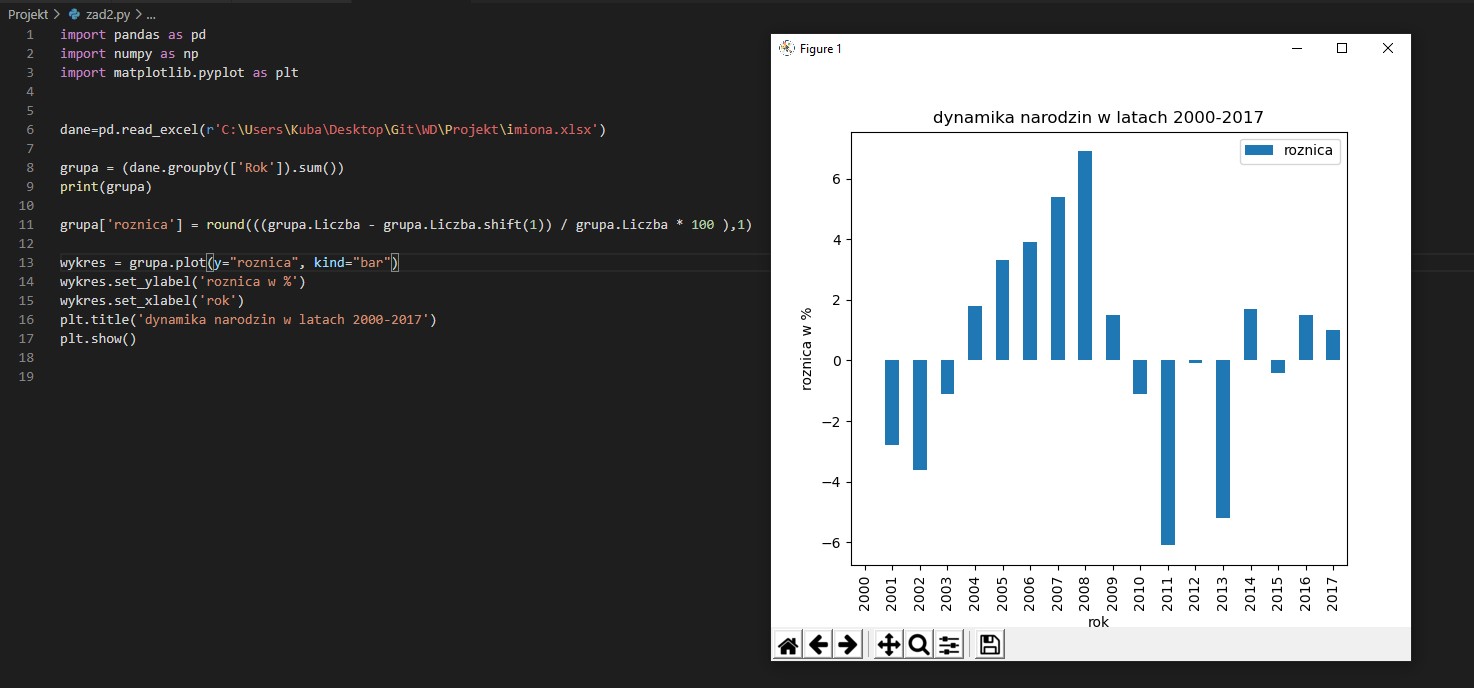 Projekt > zad2.py > ...
1 import pandas as pd
2 import numpy as np
3 import matplotlib.pyplot as plt
4
5
6 dane=pd.read_excel(r'C:\Users\Kuba\Desktop\Git\WD\Projekt\imiona.xlsx')
7
8 grupa = (dane.groupby(['Rok']).sum())
9 print(grupa)
10
11 grupa['roznica'] = round(((grupa.Liczba - grupa.Liczba.shift(1)) / grupa.Liczba * 100 ),1)
12
13 wykres = grupa.plot(y="roznica", kind="bar")
14 wykres.set_ylabel('roznica w %')
15 wykres.set_xlabel('rok')
16 plt.title('dynamika narodzin w latach 2000-2017')
17 plt.show()
18
19
Figure 1
dynamika narodzin w latach 2000-2017
roznica
6
4
2
0
−2
−4
−6
roznica w %
2000 2001 2002 2003 2004 2005 2006 2007 2008 2009 2010 2011 2012 2013 2014 2015 2016 2017
rok